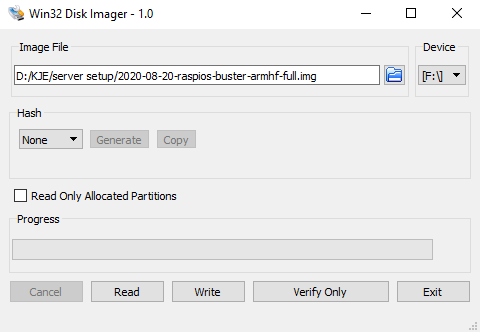 Win32 Disk Imager - 1.0
Image File
Device
D:/KJE/server setup/2020-08-20-raspios-buster-armhf-full.img
[F:\]
Hash
None
Generate
Copy
Read Only Allocated Partitions
Progress
Cancel
Read
Write
Verify Only
Exit